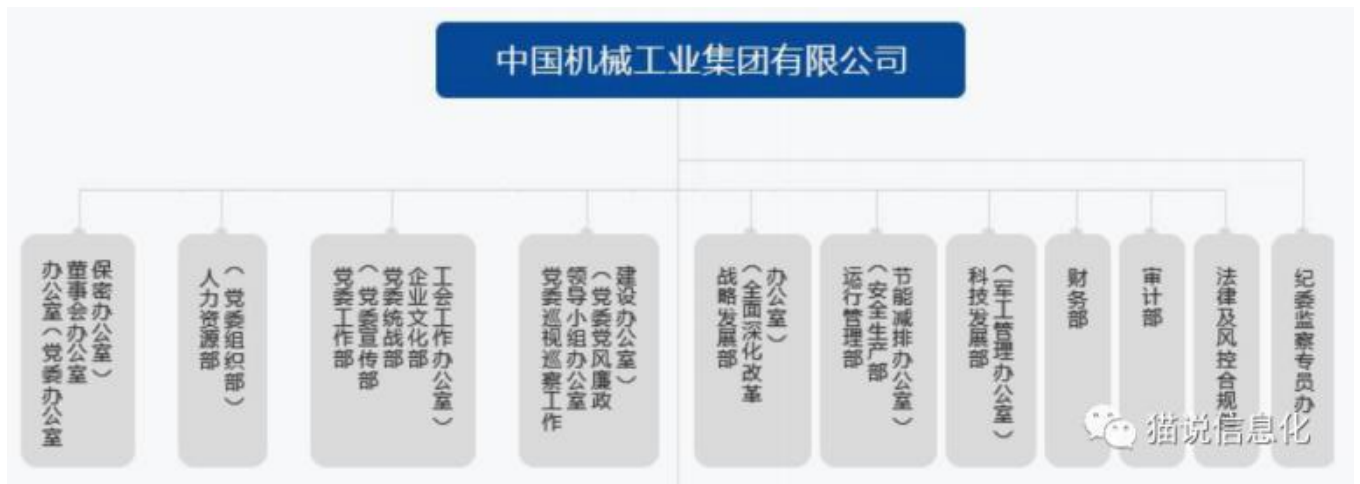 中国机械工业集团有限公司
办公室（党委办公室
董事会办公室
保密办公室）
人力资源部
（党委组织部）
党委工作部
（党委宣传部
党委统战部
企业文化部
工会工作办公室）
党委巡视巡察工作
领导小组办公室
（党委党风廉政
建设办公室）
战略发展部
（全面深化改革
办公室）
运行管理部
（安全生产部
节能减排办公室）
科技发展部
（军工管理办公室）
财务部
审计部
法律及风控合规
纪委监察专员办
猫说信息化